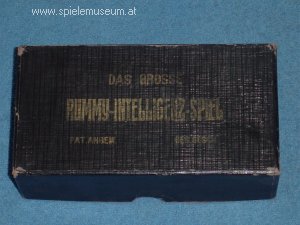 www.spielemuseum.at
DAS GROSSE
RUMMY-INTELLIGENZ-SPIEL
PAT. ANGEM